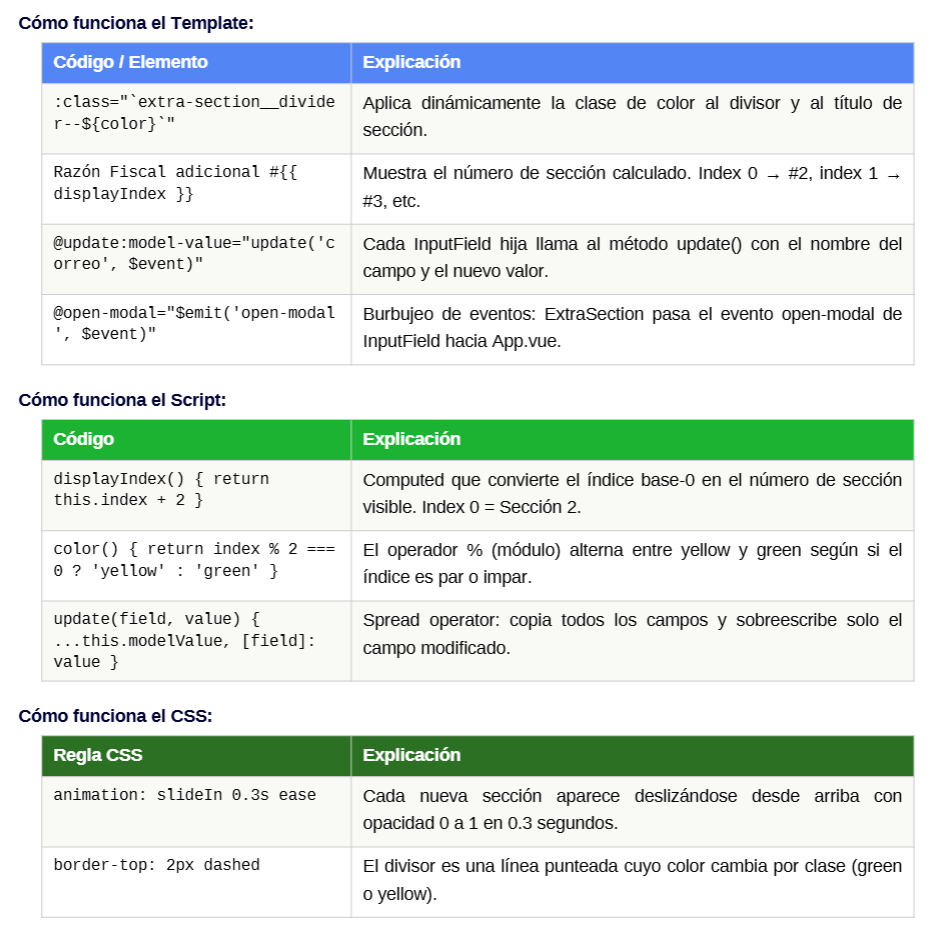 Cómo funciona el Template:
Código / Elemento
Explicación
:class="`extra-section__divide
r--${color}`"
Aplica dinámicamente la clase de color al divisor y al título de
sección.
Razón Fiscal adicional #{{
displayIndex }}
Muestra el número de sección calculado. Index 0 → #2, index 1 →
#3, etc.
@update:model-value="update('c
orreo', $event)"
Cada InputField hija llama al método update() con el nombre del
campo y el nuevo valor.
@open-modal="$emit('open-modal
', $event)"
Burbujeo de eventos: ExtraSection pasa el evento open-modal de
InputField hacia App.vue.
Cómo funciona el Script:
Código
Explicación
displayIndex() { return
this.index + 2 }
Computed que convierte el índice base-0 en el número de sección
visible. Index 0 = Sección 2.
color() { return index % 2 ===
0 ? 'yellow' : 'green' }
El operador % (módulo) alterna entre yellow y green según si el
índice es par o impar.
update(field, value) {
...this.modelValue, [field]:
value }
Spread operator: copia todos los campos y sobreescribe solo el
campo modificado.
Cómo funciona el CSS:
Regla CSS
Explicación
animation: slideIn 0.3s ease
Cada nueva sección aparece deslizándose desde arriba con
opacidad 0 a 1 en 0.3 segundos.
border-top: 2px dashed
El divisor es una línea punteada cuyo color cambia por clase (green
o yellow).